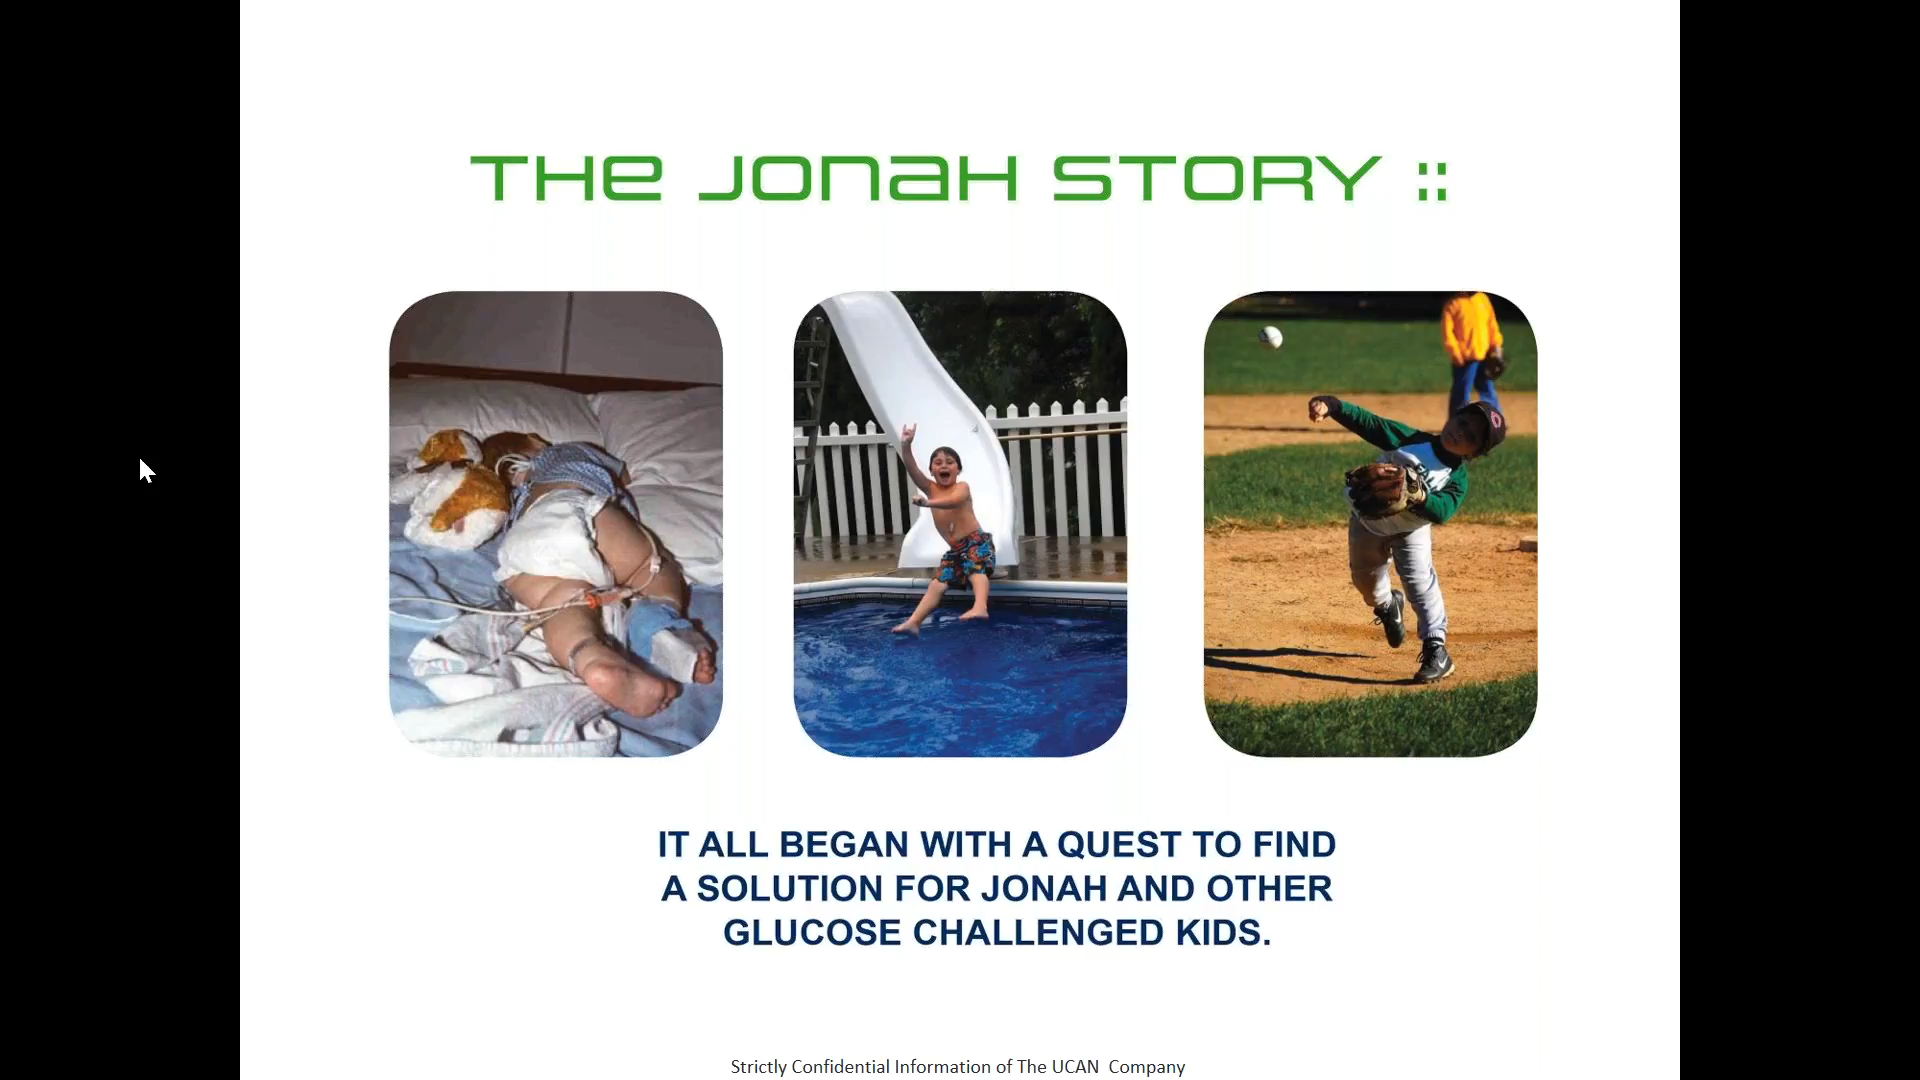 THE JONAH STORY ::
IT ALL BEGAN WITH A QUEST TO FIND
A SOLUTION FOR JONAH AND OTHER
GLUCOSE CHALLENGED KIDS.
Strictly Confidential Information of The UCAN  Company